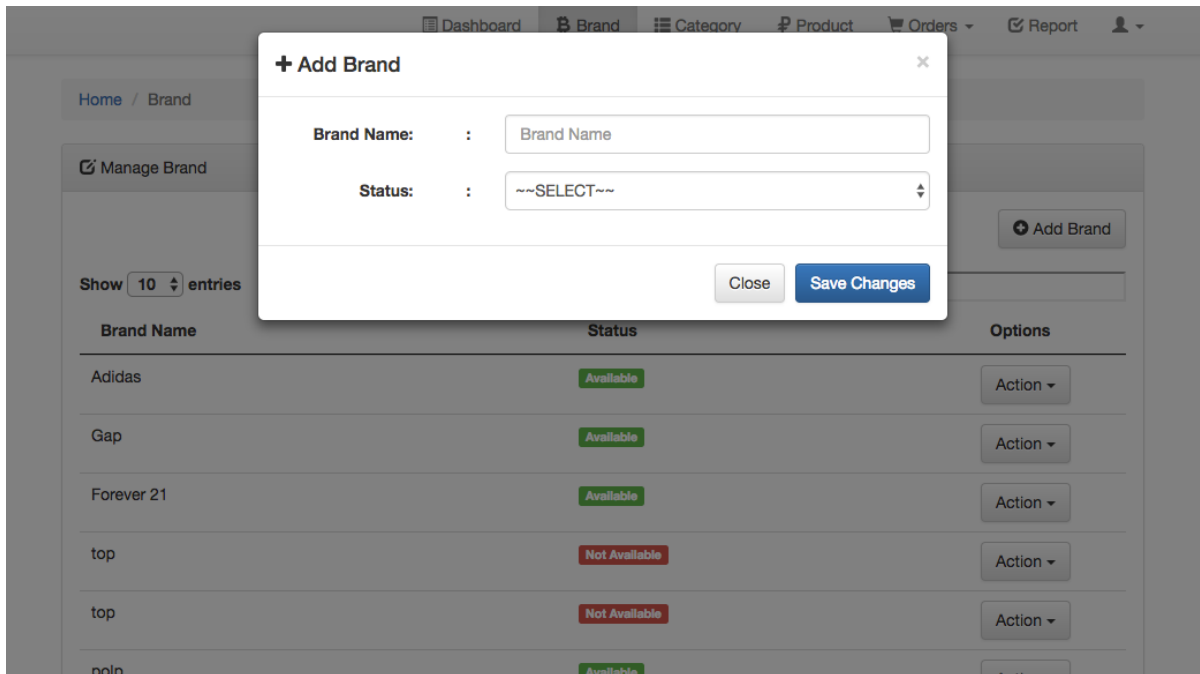 Dashboard Brand Category Product Orders Report
Add Brand ×
Home / Brand
Brand Name: : Brand Name
Manage Brand
Status: : ~~SELECT~~
Add Brand
Show 10 entries
Close Save Changes
Brand Name Status Options
Adidas Available Action
Gap Available Action
Forever 21 Available Action
top Not Available Action
top Not Available Action
Available